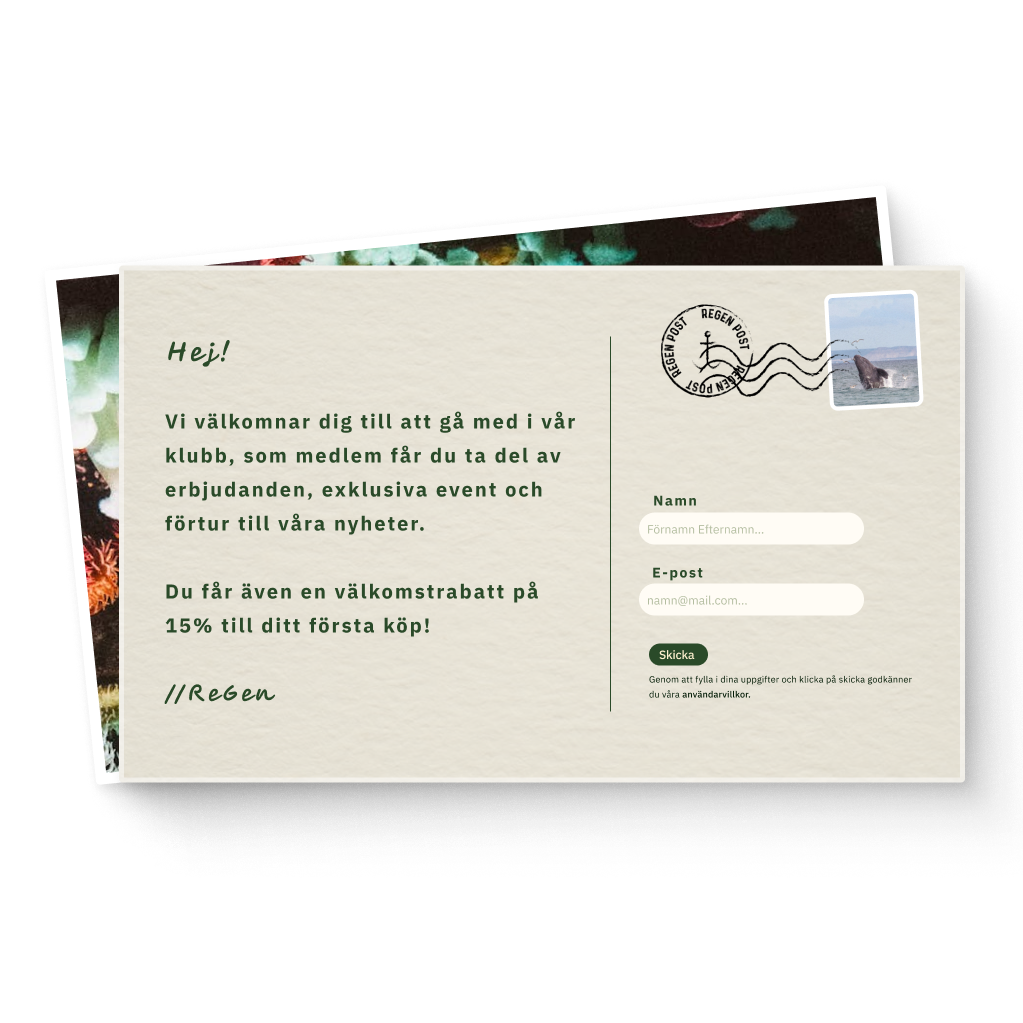 Hej!
Vi välkomnar dig till att gå med i vår
klubb, som medlem får du ta del av
erbjudanden, exklusiva event och
förtur till våra nyheter.
Du får även en välkomstrabatt på
15% till ditt första köp!
//ReGen
REGEN POST REGEN POST REGEN POST
Namn
Förnamn Efternamn...
E-post
namn@mail.com...
Skicka
Genom att fylla i dina uppgifter och klicka på skicka godkänner
du våra användarvillkor.